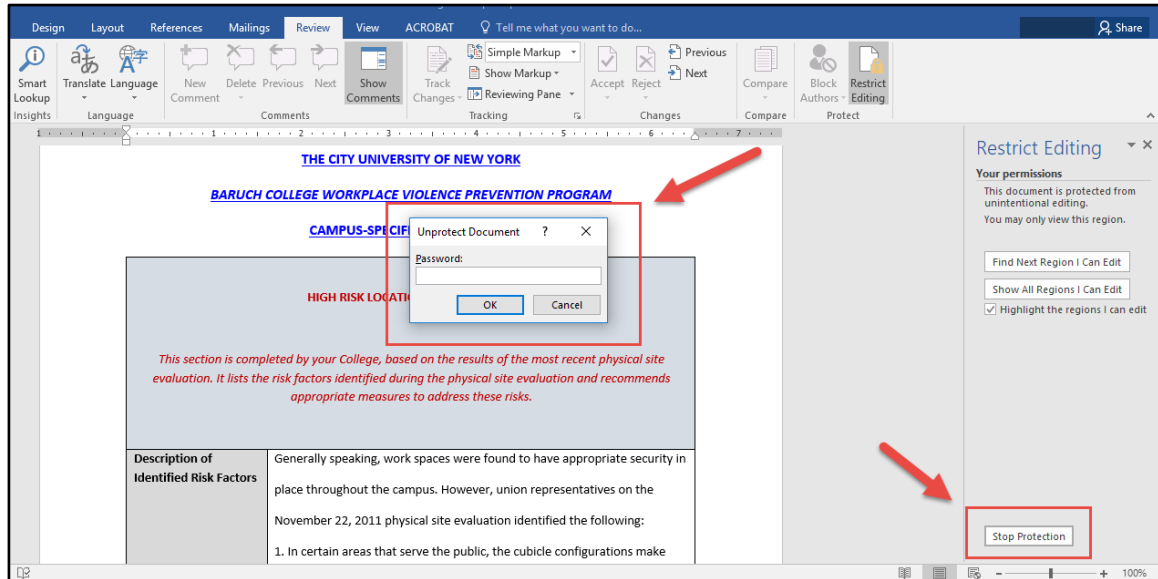 Design Layout References Mailings Review View ACROBAT Tell me what you want to do... Share
Smart Lookup
Translate Language
New Comment
Delete Previous Next
Show Comments
Track Changes
Simple Markup
Show Markup
Reviewing Pane
Accept Reject
Previous
Next
Compare
Block Authors
Restrict Editing
Insights Language Comments Tracking Changes Compare Protect
1 1 2 3 4 5 6 7
THE CITY UNIVERSITY OF NEW YORK
BARUCH COLLEGE WORKPLACE VIOLENCE PREVENTION PROGRAM
CAMPUS-SPECIF
Unprotect Document ? X
Password:
OK Cancel
HIGH RISK LOCATI
This section is completed by your College, based on the results of the most recent physical site
evaluation. It lists the risk factors identified during the physical site evaluation and recommends
appropriate measures to address these risks.
Description of
Identified Risk Factors
Generally speaking, work spaces were found to have appropriate security in
place throughout the campus. However, union representatives on the
November 22, 2011 physical site evaluation identified the following:
1. In certain areas that serve the public, the cubicle configurations make
Restrict Editing
Your permissions
This document is protected from
unintentional editing.
You may only view this region.
Find Next Region I Can Edit
Show All Regions I Can Edit
Highlight the regions I can edit
Stop Protection
100%